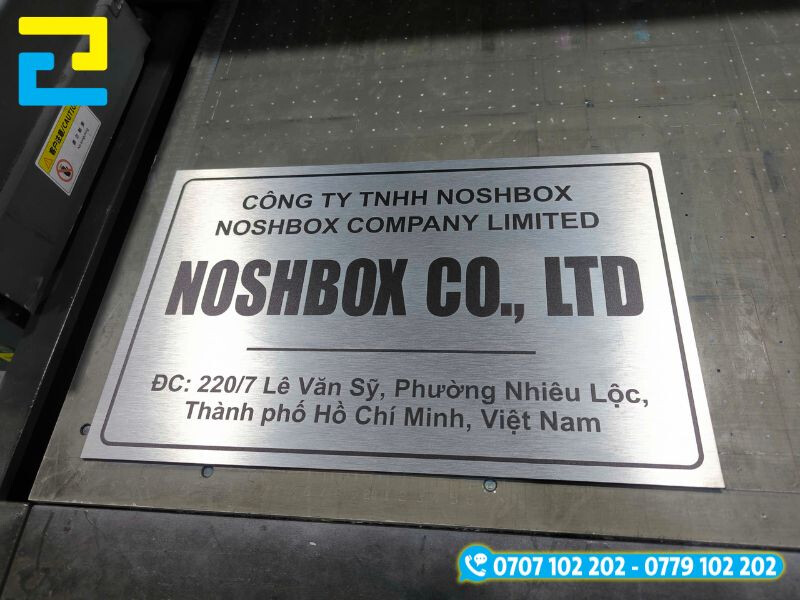 CÔNG TY TNHH NOSHBOX
NOSHBOX COMPANY LIMITED
NOSHBOX CO., LTD
ĐC: 220/7 Lê Văn Sỹ, Phường Nhiêu Lộc,
Thành phố Hồ Chí Minh, Việt Nam
0707 102 202 - 0779 102 202